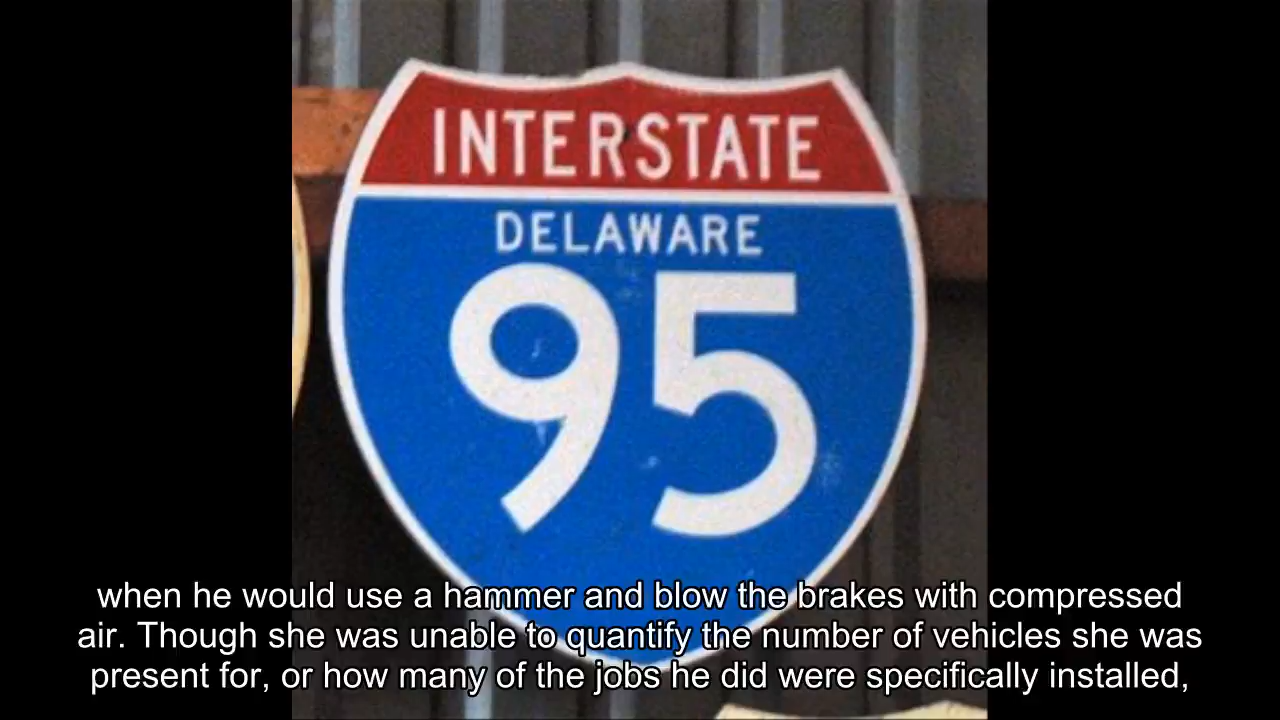 INTERSTATE
DELAWARE
95
when he would use a hammer and blow the brakes with compressed
air. Though she was unable to quantify the number of vehicles she was
present for, or how many of the jobs he did were specifically installed,